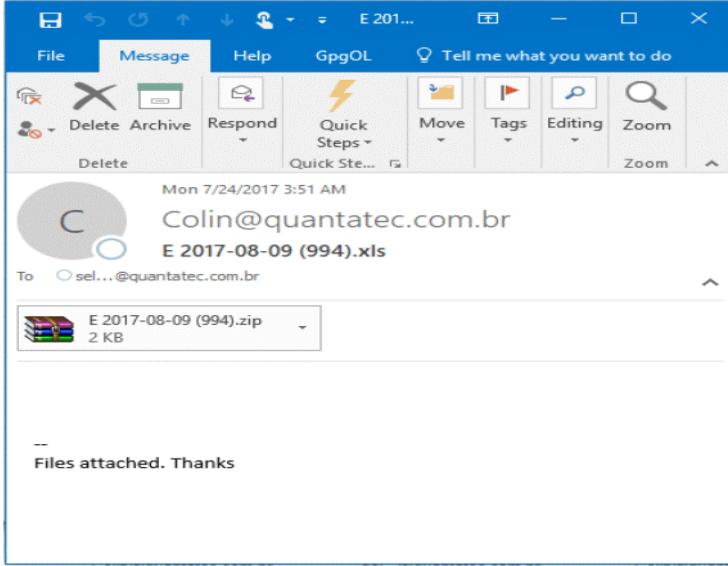 E 201...
File Message Help GpgOL Tell me what you want to do
Delete Archive Respond Quick Steps Move Tags Editing Zoom
Delete Quick Ste... Zoom
Mon 7/24/2017 3:51 AM
C
Colin@quantatec.com.br
E 2017-08-09 (994).xls
To sel...@quantatec.com.br
E 2017-08-09 (994).zip
2 KB
--
Files attached. Thanks